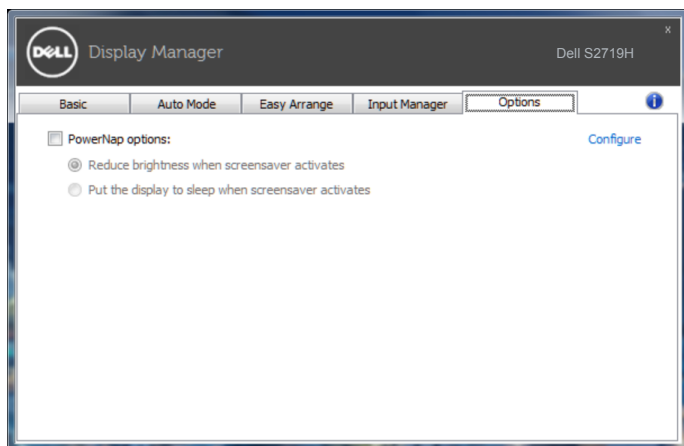 DELL Display Manager
Dell S2719H
x
Basic Auto Mode Easy Arrange Input Manager Options i
PowerNap options: Configure
Reduce brightness when screensaver activates
Put the display to sleep when screensaver activates